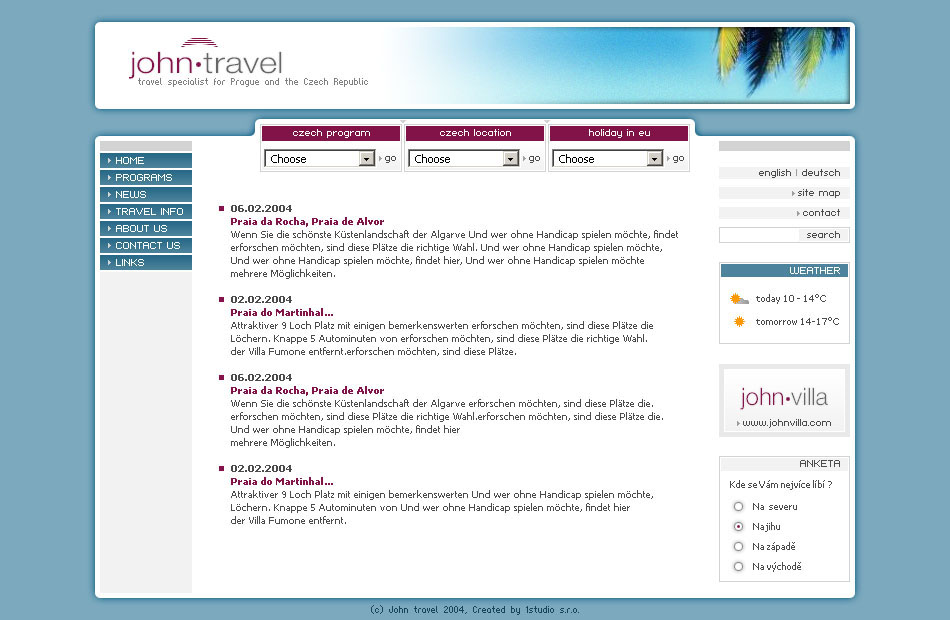 john·travel
travel specialist for Prague and the Czech Republic
czech program
czech location
holiday in eu
Choose
go
Choose
go
Choose
go
HOME
PROGRAMS
NEWS
TRAVEL INFO
ABOUT US
CONTACT US
LINKS
06.02.2004
Praia da Rocha, Praia de Alvor
Wenn Sie die schönste Küstenlandschaft der Algarve Und wer ohne Handicap spielen möchte, findet
erforschen möchten, sind diese Plätze die richtige Wahl. Und wer ohne Handicap spielen möchte,
Und wer ohne Handicap spielen möchte, findet hier, Und wer ohne Handicap spielen möchte
mehrere Möglichkeiten.
02.02.2004
Praia do Martinhal...
Attraktiver 9 Loch Platz mit einigen bemerkenswerten erforschen möchten, sind diese Plätze die
Löchern. Knappe 5 Autominuten von erforschen möchten, sind diese Plätze die richtige Wahl.
der Villa Fumone entfernt.erforschen möchten, sind diese Plätze.
06.02.2004
Praia da Rocha, Praia de Alvor
Wenn Sie die schönste Küstenlandschaft der Algarve erforschen möchten, sind diese Plätze die.
erforschen möchten, sind diese Plätze die richtige Wahl.erforschen möchten, sind diese Plätze die.
Und wer ohne Handicap spielen möchte, findet hier
mehrere Möglichkeiten.
02.02.2004
Praia do Martinhal...
Attraktiver 9 Loch Platz mit einigen bemerkenswerten Und wer ohne Handicap spielen möchte,
Löchern. Knappe 5 Autominuten von Und wer ohne Handicap spielen möchte, findet hier
der Villa Fumone entfernt.
english | deutsch
site map
contact
search
WEATHER
today 10 - 14°C
tomorrow 14-17°C
john·villa
www.johnvilla.com
ANKETA
Kde se Vám nejvíce líbí ?
Na severu
Na jihu
Na západě
Na východě
(c) John travel 2004, Created by 1studio s.r.o.